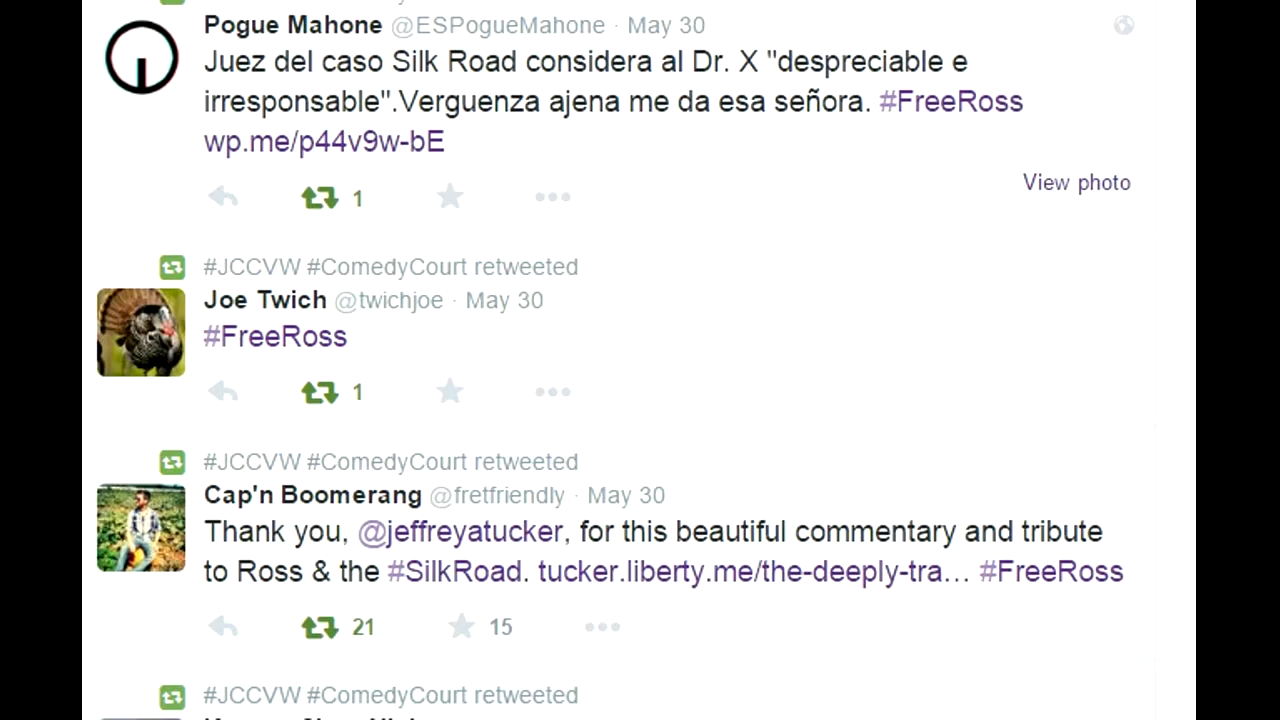 Pogue Mahone @ESPogueMahone · May 30
Juez del caso Silk Road considera al Dr. X "despreciable e
irresponsable".Verguenza ajena me da esa señora. #FreeRoss
wp.me/p44v9w-bE
View photo
1
#JCCVW #ComedyCourt retweeted
Joe Twich @twichjoe · May 30
#FreeRoss
1
#JCCVW #ComedyCourt retweeted
Cap'n Boomerang @fretfriendly · May 30
Thank you, @jeffreyatucker, for this beautiful commentary and tribute
to Ross & the #SilkRoad. tucker.liberty.me/the-deeply-tra… #FreeRoss
21 15
#JCCVW #ComedyCourt retweeted